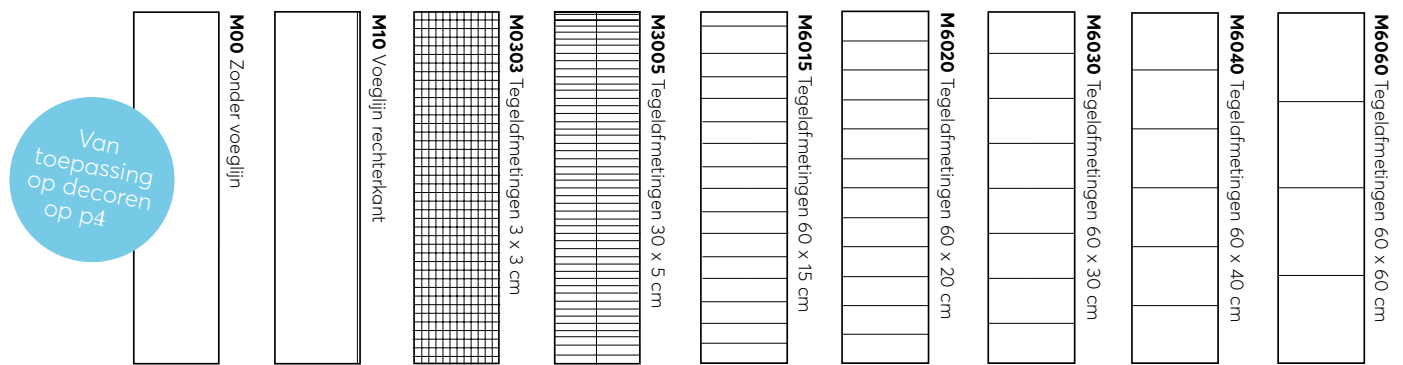 Van
toepassing
op decoren
op p4
M00 Zonder voeglijn
M10 Voeglijn rechterkant
M0303 Tegelafmetingen 3 x 3 cm
M3005 Tegelafmetingen 30 x 5 cm
M6015 Tegelafmetingen 60 x 15 cm
M6020 Tegelafmetingen 60 x 20 cm
M6030 Tegelafmetingen 60 x 30 cm
M6040 Tegelafmetingen 60 x 40 cm
M6060 Tegelafmetingen 60 x 60 cm